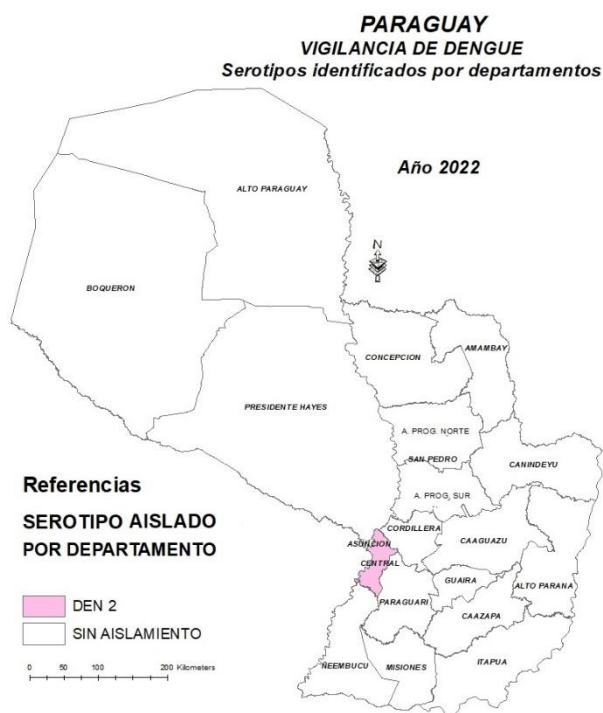 PARAGUAY
VIGILANCIA DE DENGUE
Serotipos identificados por departamentos
Año 2022
ALTO PARAGUAY
N
BOQUERON
CONCEPCION
AMAMBAY
PRESIDENTE HAYES
A. PROG. NORTE
SAN PEDRO
CANINDEYU
A. PROG. SUR
CORDILLERA
ASUNCION
CAAGUAZU
CENTRAL
GUAIRA
ALTO PARANA
PARAGUARI
CAAZAPA
ÑEEMBUCU
MISIONES
ITAPUA
Referencias
SEROTIPO AISLADO
POR DEPARTAMENTO
DEN 2
SIN AISLAMIENTO
0 50 100 200 Kilometers